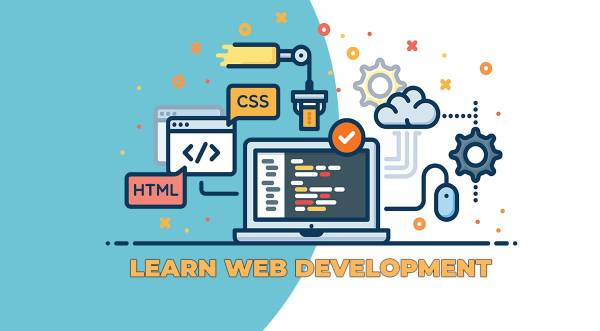 CSS
</>
HTML
LEARN WEB DEVELOPMENT